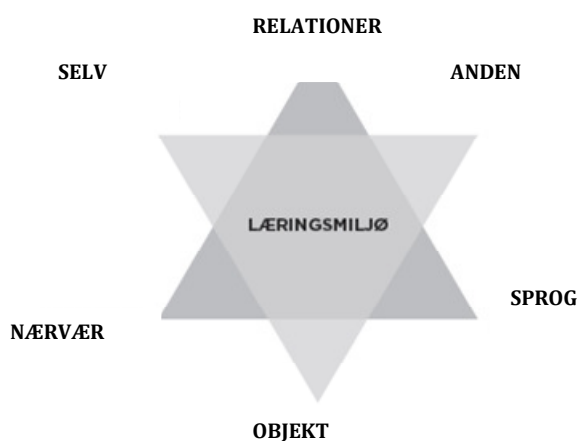 RELATIONER
SELV
ANDEN
LÆRINGSMILJØ
SPROG
NÆRVÆR
OBJEKT